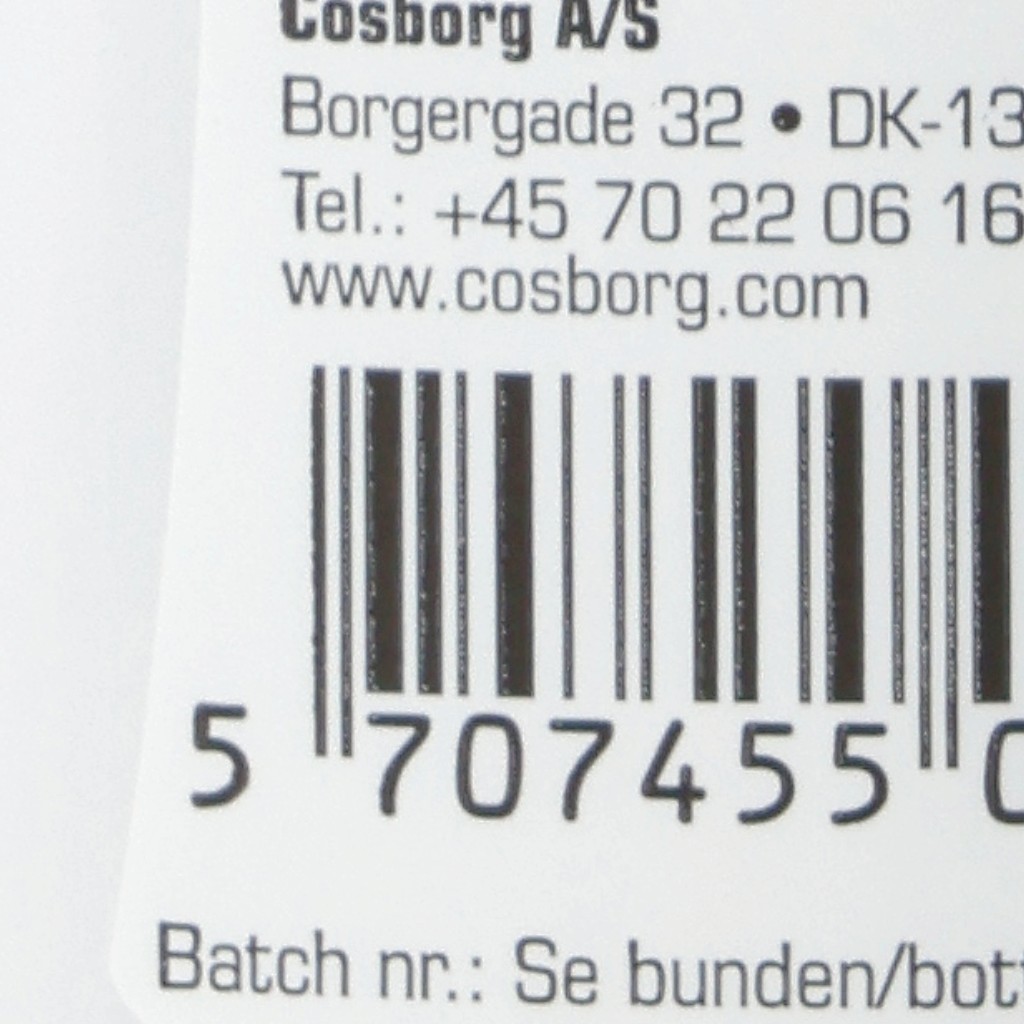 Cosborg A/S
Borgergade 32 • DK-13
Tel.: +45 70 22 06 16
www.cosborg.com
5 707455 0
Batch nr.: Se bunden/bott